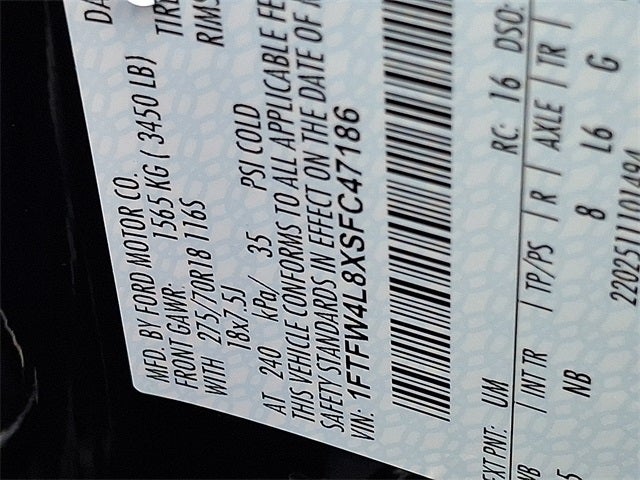 MFD. BY FORD MOTOR CO.
DA
FRONT GAWR: 1565 KG ( 3450 LB)
TIRE
WITH 275/70R18 116S
RIMS
18x7.5J
AT 240 kPa/ 35 PSI COLD
THIS VEHICLE CONFORMS TO ALL APPLICABLE FE
SAFETY STANDARDS IN EFFECT ON THE DATE OF
VIN: 1FTFW4L8XSFC47186
EXT PNT: UM RC: 16 DSO:
INT TR | TP/PS | R | AXLE | TR |
NB 8 L6 G